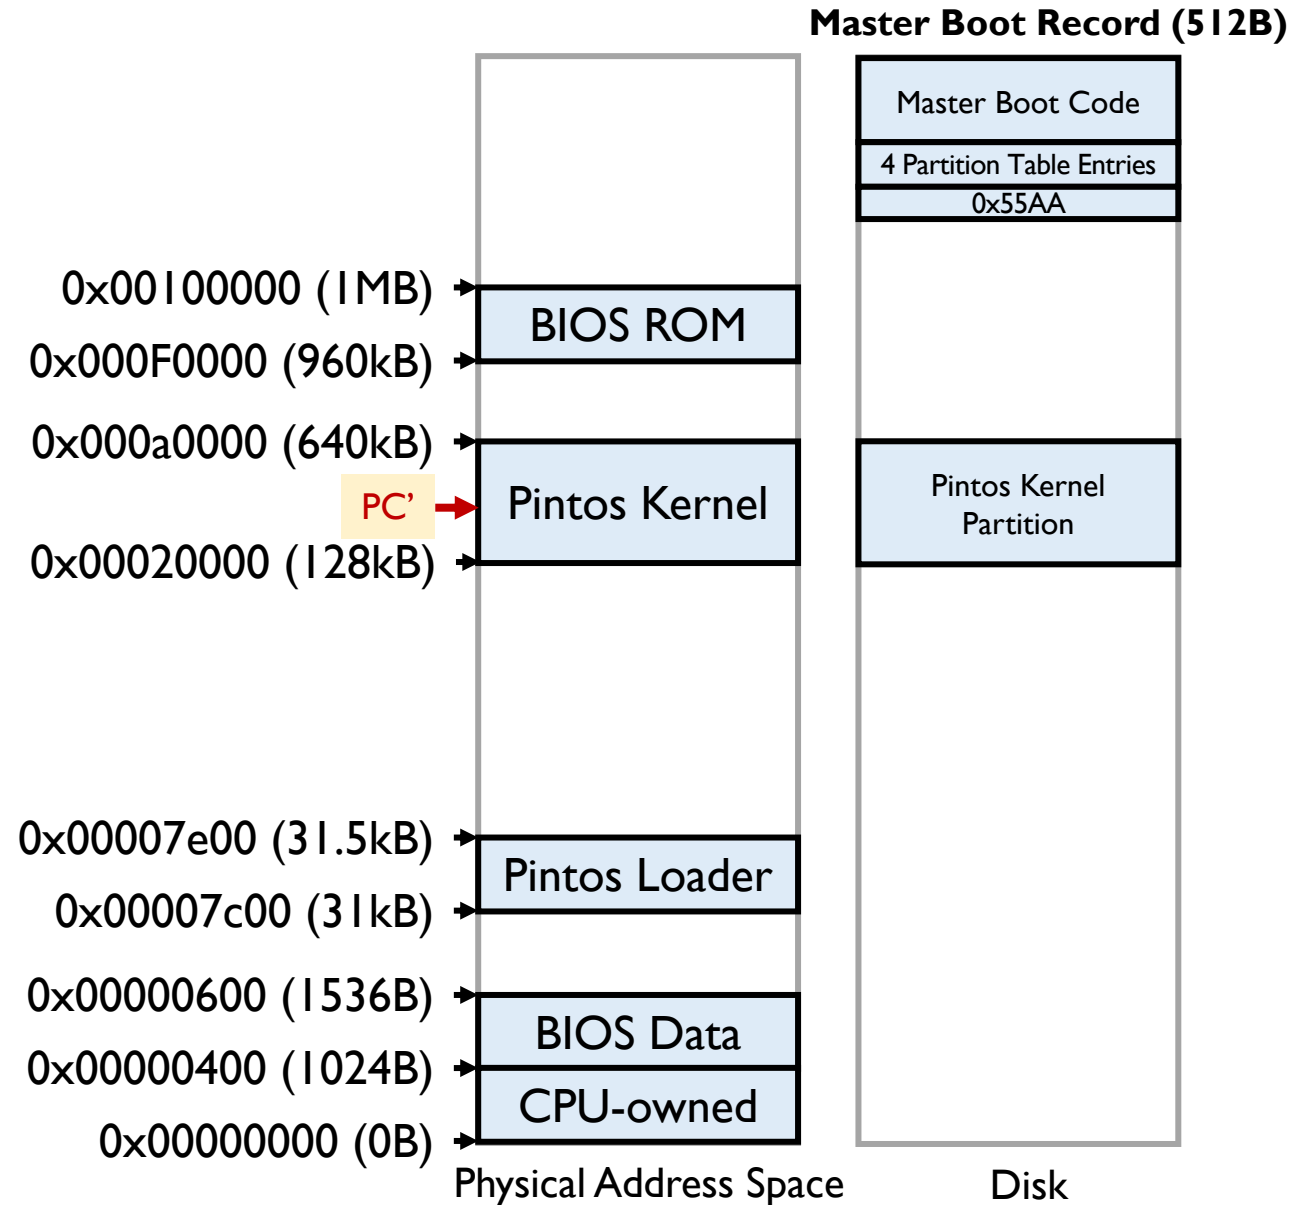 Master Boot Record (512B)
Master Boot Code
4 Partition Table Entries
0x55AA
0x00100000 (1MB)
BIOS ROM
0x000F0000 (960kB)
0x000a0000 (640kB)
PC’
Pintos Kernel
Pintos Kernel
Partition
0x00020000 (128kB)
0x00007e00 (31.5kB)
Pintos Loader
0x00007c00 (31kB)
0x00000600 (1536B)
BIOS Data
0x00000400 (1024B)
CPU-owned
0x00000000 (0B)
Physical Address Space
Disk